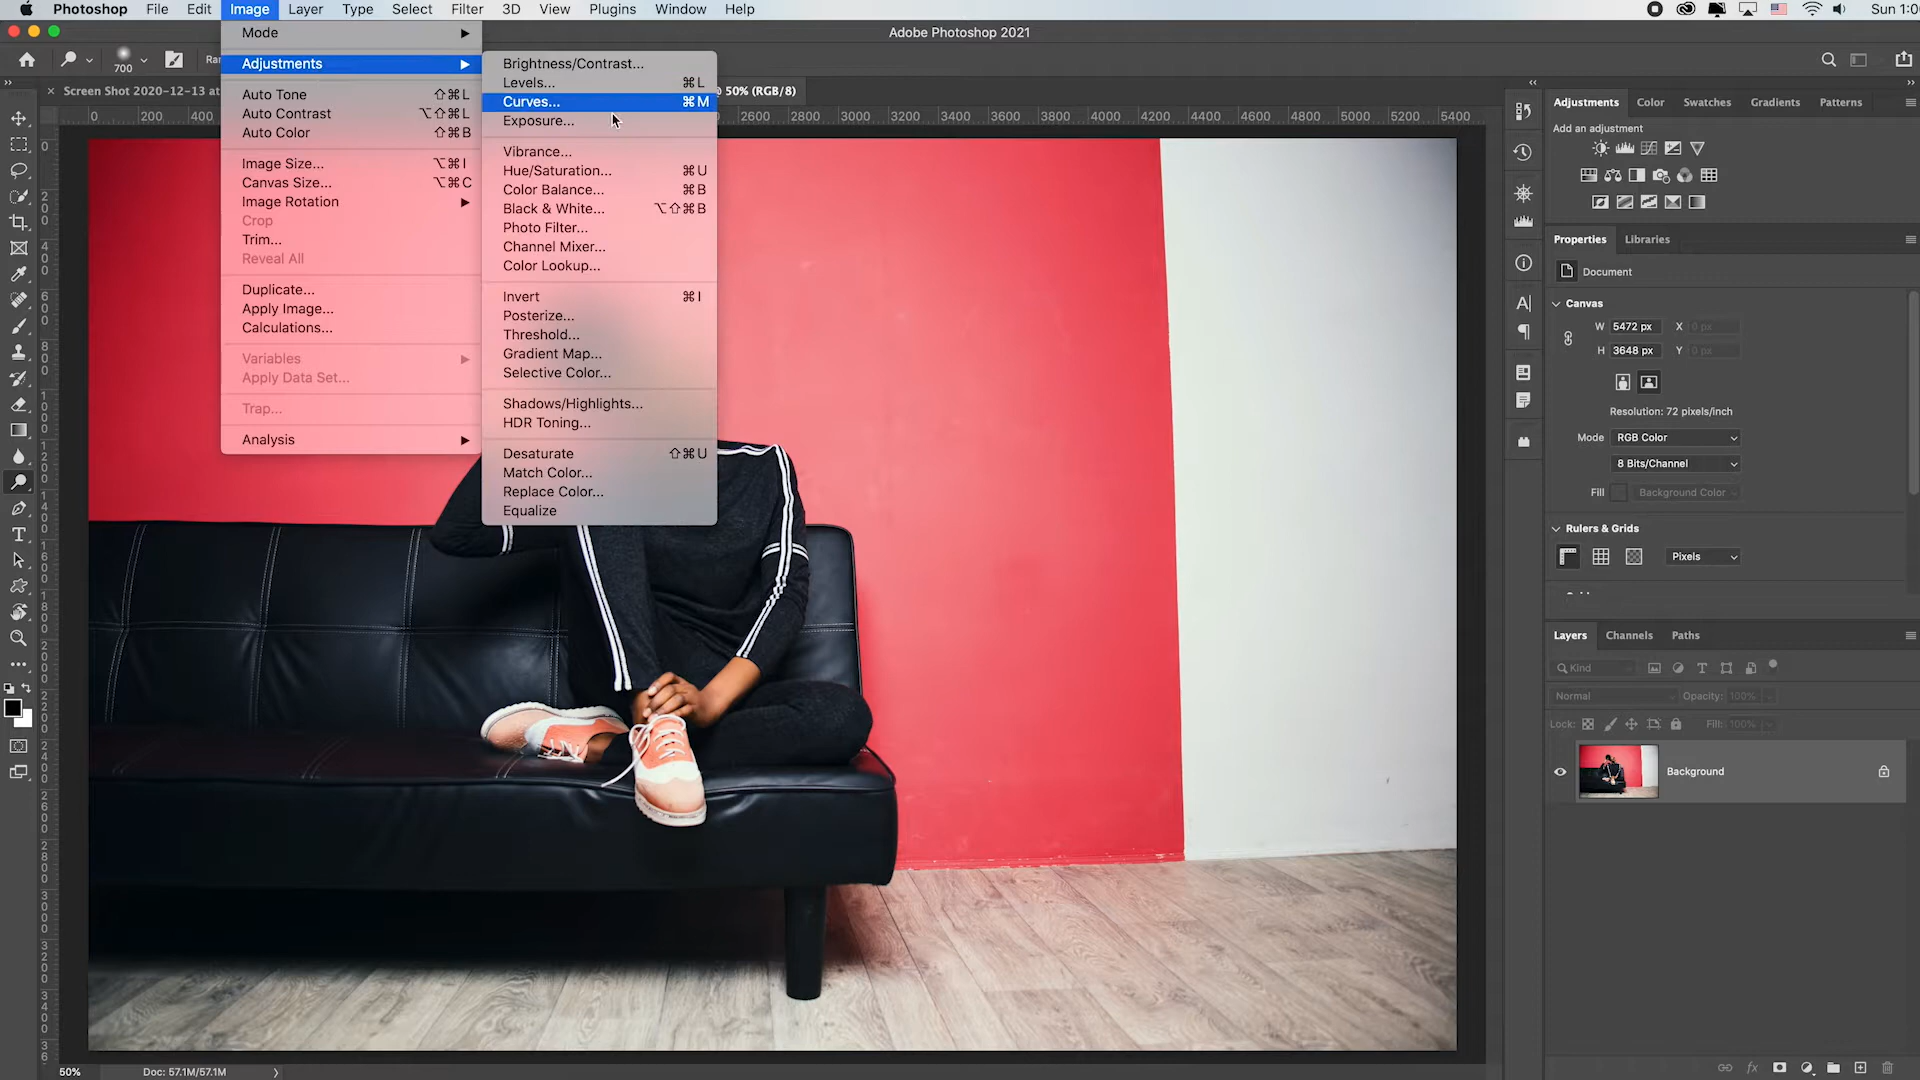 Photoshop File Edit Image Layer Type Select Filter 3D View Plugins Window Help Sun 1:0
Adobe Photoshop 2021
700
Screen Shot 2020-12-13 at
@ 50% (RGB/8)
0 200 400 2600 2800 3000 3200 3400 3600 3800 4000 4200 4400 4600 4800 5000 5200 5400
Mode
Adjustments
Auto Tone ⇧⌘L
Auto Contrast ⌥⇧⌘L
Auto Color ⇧⌘B
Image Size... ⌥⌘I
Canvas Size... ⌥⌘C
Image Rotation
Crop
Trim...
Reveal All
Duplicate...
Apply Image...
Calculations...
Variables
Apply Data Set...
Trap...
Analysis
Brightness/Contrast...
Levels... ⌘L
Curves... ⌘M
Exposure...
Vibrance...
Hue/Saturation... ⌘U
Color Balance... ⌘B
Black & White... ⌥⇧⌘B
Photo Filter...
Channel Mixer...
Color Lookup...
Invert ⌘I
Posterize...
Threshold...
Gradient Map...
Selective Color...
Shadows/Highlights...
HDR Toning...
Desaturate ⇧⌘U
Match Color...
Replace Color...
Equalize
Adjustments Color Swatches Gradients Patterns
Add an adjustment
Properties Libraries
Document
Canvas
W 5472 px X 0 px
H 3648 px Y 0 px
Resolution: 72 pixels/inch
Mode RGB Color
8 Bits/Channel
Fill Background Color
Rulers & Grids
Pixels
Layers Channels Paths
Kind
Normal Opacity: 100%
Lock: Fill: 100%
Background
50% Doc: 57.1M/57.1M